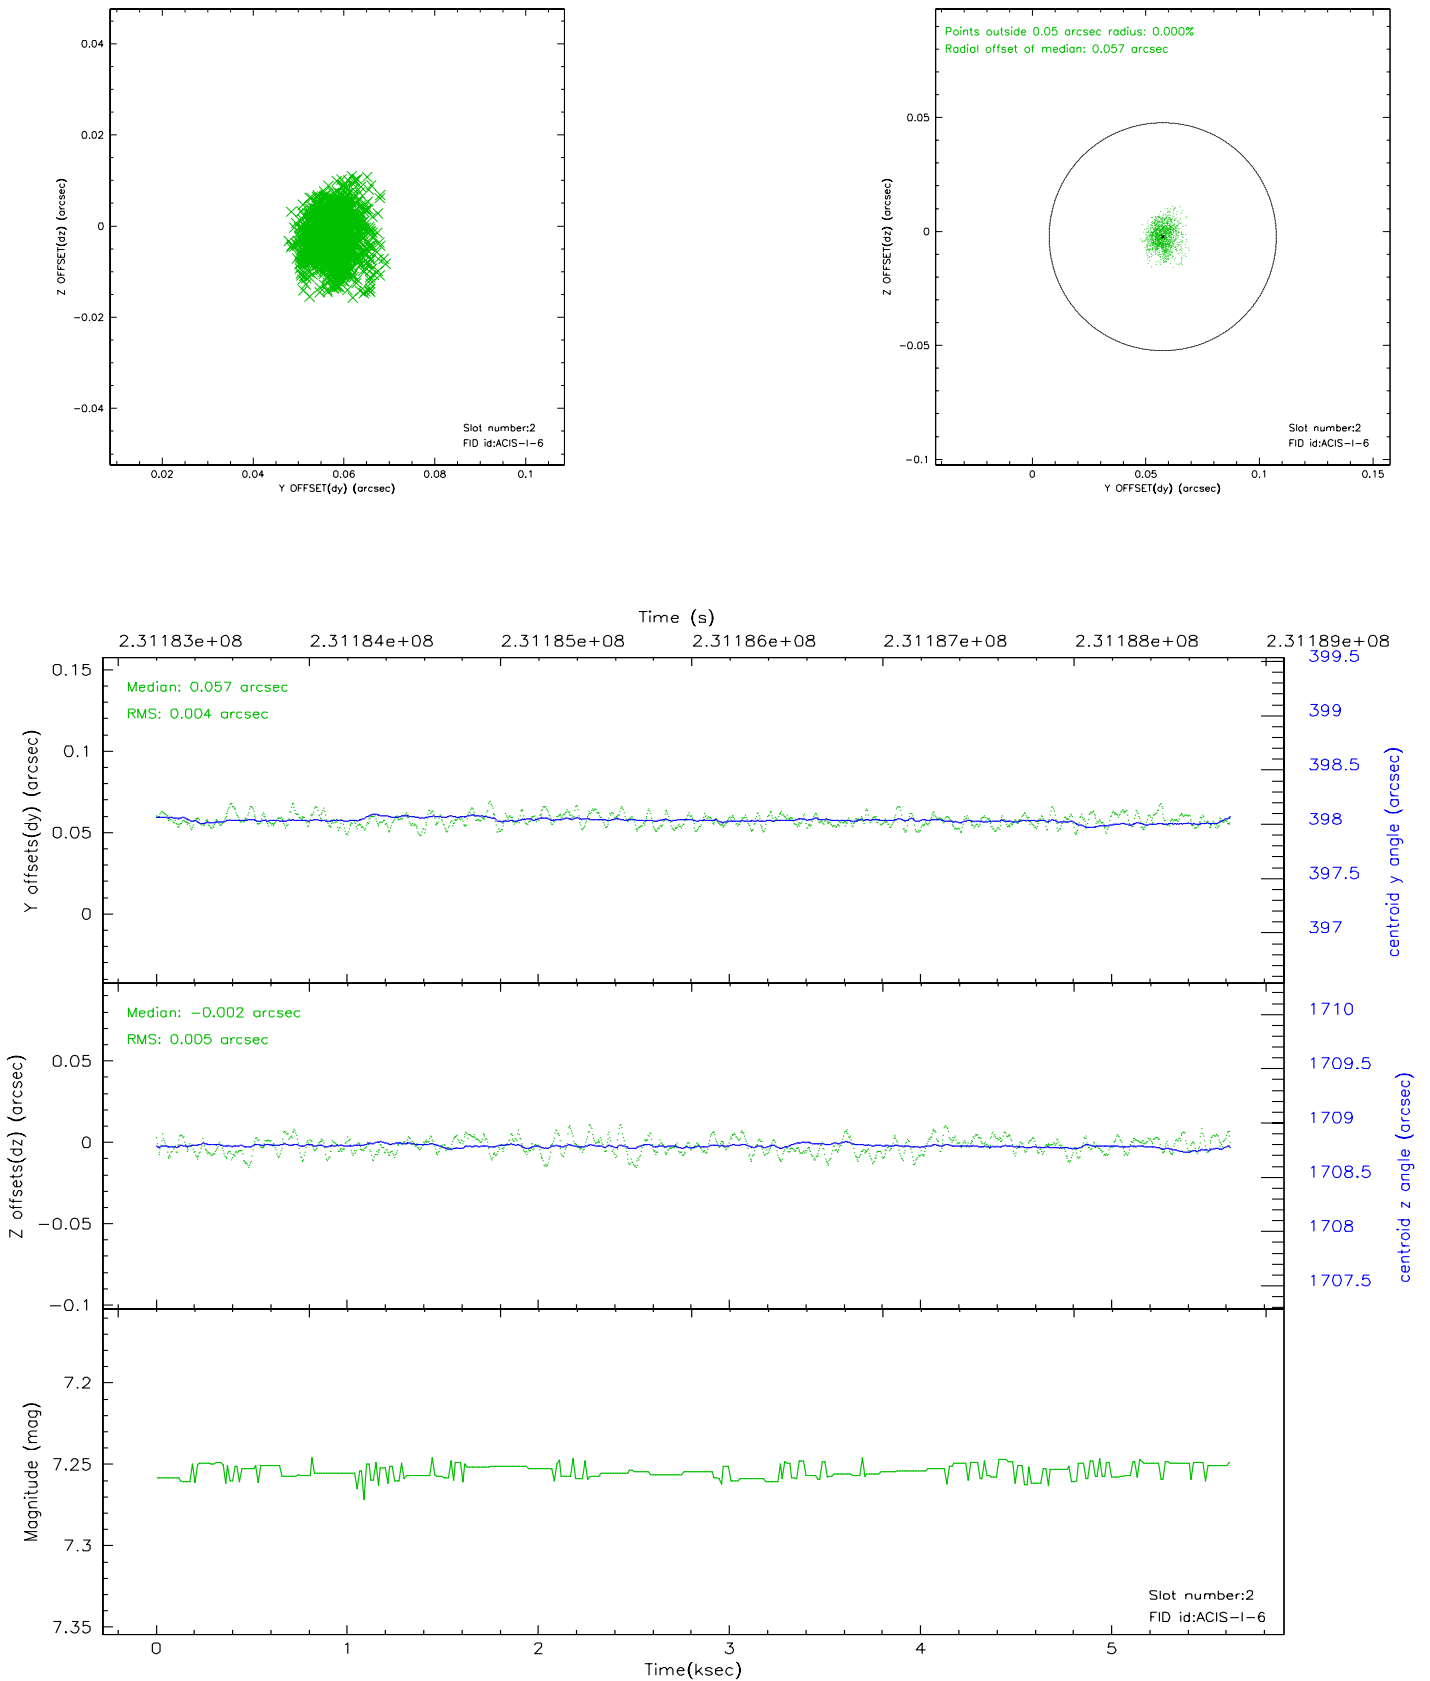 0.04
0.02
0
-0.02
-0.04
Z OFFSET(dz) (arcsec)
Slot number:2
FID id:ACIS-I-6
0.02 0.04 0.06 0.08 0.1
Y OFFSET(dy) (arcsec)
Points outside 0.05 arcsec radius: 0.000%
Radial offset of median: 0.057 arcsec
0.05
0
-0.05
-0.1
Z OFFSET(dz) (arcsec)
Slot number:2
FID id:ACIS-I-6
0 0.05 0.1 0.15
Y OFFSET(dy) (arcsec)
Time (s)
2.31183e+08 2.31184e+08 2.31185e+08 2.31186e+08 2.31187e+08 2.31188e+08 2.31189e+08
Median: 0.057 arcsec
RMS: 0.004 arcsec
0.15
0.1
0.05
0
Y offsets(dy) (arcsec)
399.5
399
398.5
398
397.5
397
centroid y angle (arcsec)
Median: -0.002 arcsec
RMS: 0.005 arcsec
0.05
0
-0.05
-0.1
Z offsets(dz) (arcsec)
1710
1709.5
1709
1708.5
1708
1707.5
centroid z angle (arcsec)
7.2
7.25
7.3
7.35
Magnitude (mag)
Slot number:2
FID id:ACIS-I-6
0 1 2 3 4 5
Time(ksec)